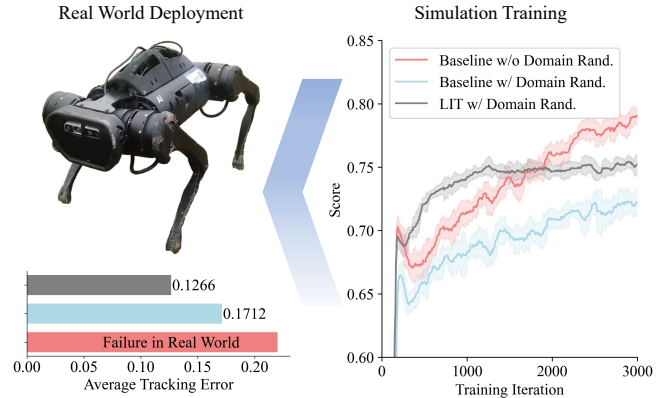 Real World Deployment
0.1266
0.1712
Failure in Real World
0.00 0.05 0.10 0.15 0.20
Average Tracking Error
Simulation Training
Baseline w/o Domain Rand.
Baseline w/ Domain Rand.
LIT w/ Domain Rand.
Score
0.85
0.80
0.75
0.70
0.65
0.60
0 1000 2000 3000
Training Iteration